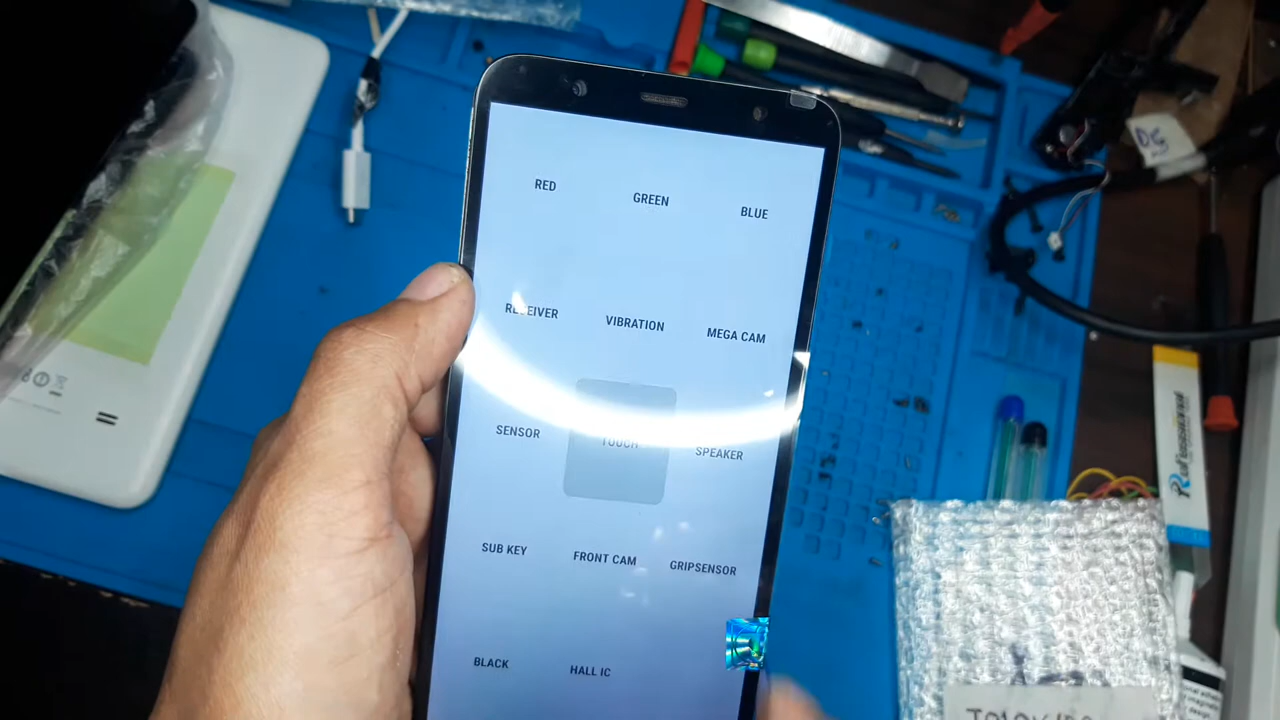 RED
GREEN
BLUE
RECEIVER
VIBRATION
MEGA CAM
SENSOR
TOUCH
SPEAKER
SUB KEY
FRONT CAM
GRIPSENSOR
BLACK
HALL IC